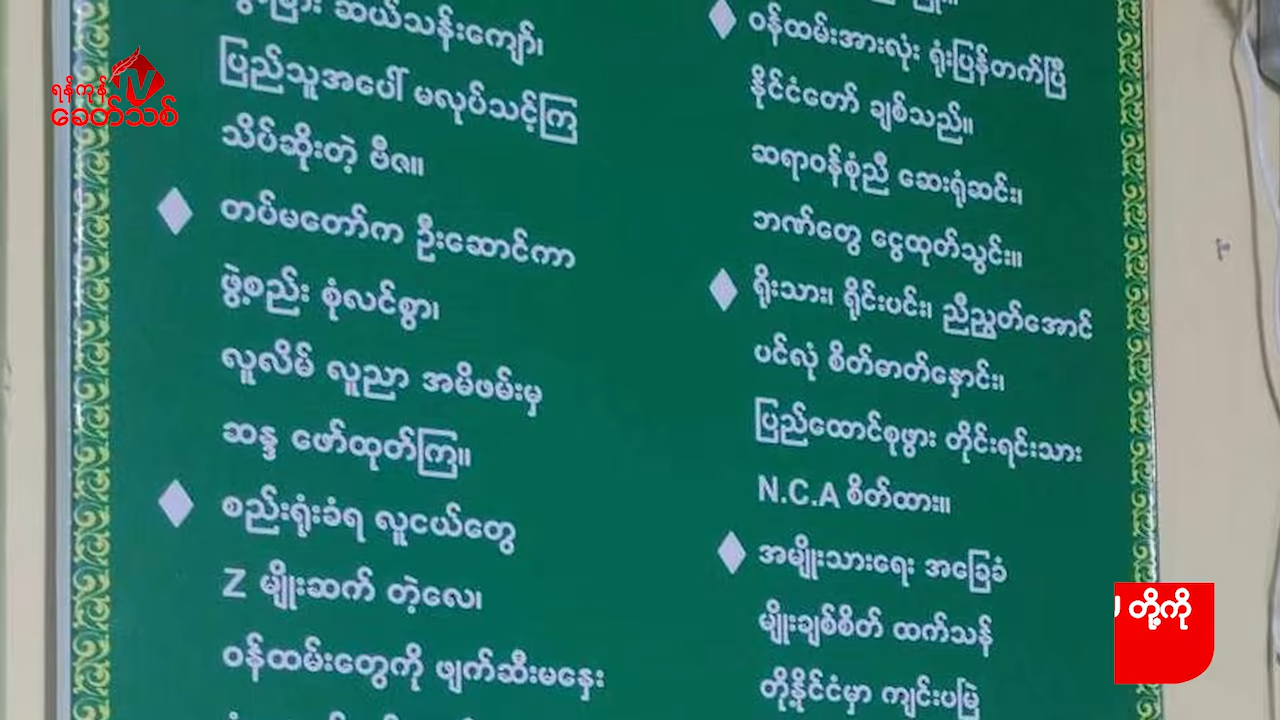 ရန်ကုန်
ခေတ်သစ်
ဆယ်သန်းကျော်၊
ပြည်သူအပေါ် မလုပ်သင့်ကြ
သိပ်ဆိုးတဲ့ ဗီဇ။
တပ်မတော်က ဦးဆောင်ကာ
ဖွဲ့စည်း စုံလင်စွာ၊
လူလိမ် လူညာ အမိဖမ်းမှ
ဆန္ဒ ဖော်ထုတ်ကြ။
စည်းရုံးခံရ လူငယ်တွေ
Z မျိုးဆက် တဲ့လေ၊
ဝန်ထမ်းတွေကို ဖျက်ဆီးမနှေး
ဝန်ထမ်းအားလုံး ရုံးပြန်တက်ပြီ
နိုင်ငံတော် ချစ်သည်။
ဆရာဝန်စုံညီ ဆေးရုံဆင်း၊
ဘဏ်တွေ ငွေထုတ်သွင်း။
ရိုးသား၊ ရိုင်းပင်း၊ ညီညွတ်အောင်
ပင်လုံ စိတ်ဓာတ်နှောင်း၊
ပြည်ထောင်စုဖွား တိုင်းရင်းသား
N.C.A စိတ်ထား။
အမျိုးသားရေး အခြေခံ
မျိုးချစ်စိတ် ထက်သန်
တို့နိုင်ငံမှာ ကျင်းပမြဲ
တို့ကို